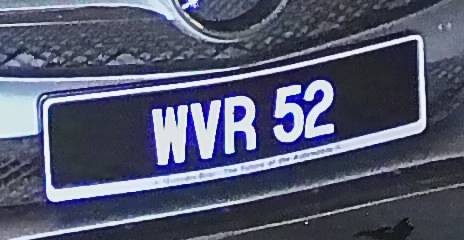 WVR 52
The Future of the Automobile